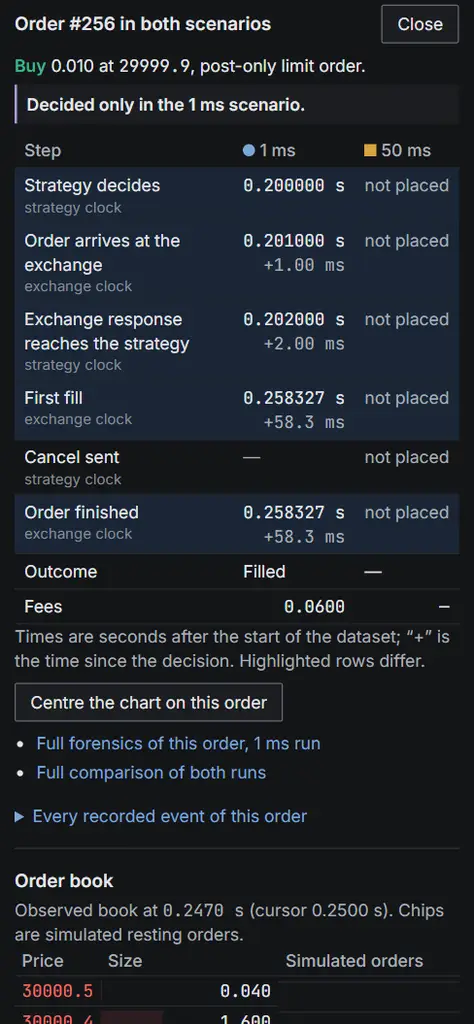 Order #256 in both scenarios
Close
Buy 0.010 at 29999.9, post-only limit order.
Decided only in the 1 ms scenario.
Step 1 ms 50 ms
Strategy decides 0.200000 s not placed
strategy clock
Order arrives at the 0.201000 s not placed
exchange +1.00 ms
exchange clock
Exchange response 0.202000 s not placed
reaches the strategy +2.00 ms
strategy clock
First fill 0.258327 s not placed
exchange clock +58.3 ms
Cancel sent — not placed
strategy clock
Order finished 0.258327 s not placed
exchange clock +58.3 ms
Outcome Filled —
Fees 0.0600 —
Times are seconds after the start of the dataset; “+” is
the time since the decision. Highlighted rows differ.
Centre the chart on this order
• Full forensics of this order, 1 ms run
• Full comparison of both runs
Every recorded event of this order
Order book
Observed book at 0.2470 s (cursor 0.2500 s). Chips
are simulated resting orders.
Price Size Simulated orders
30000.5 0.040
30000.4 1.600